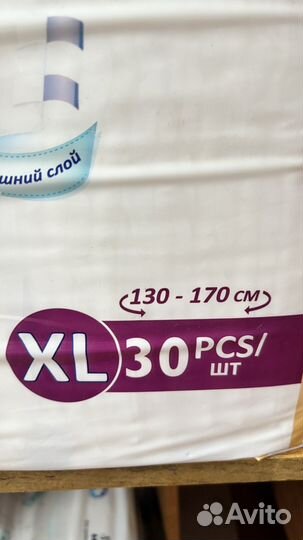 шний слой
130 - 170 см
XL 30 PCS/
шт
Avito